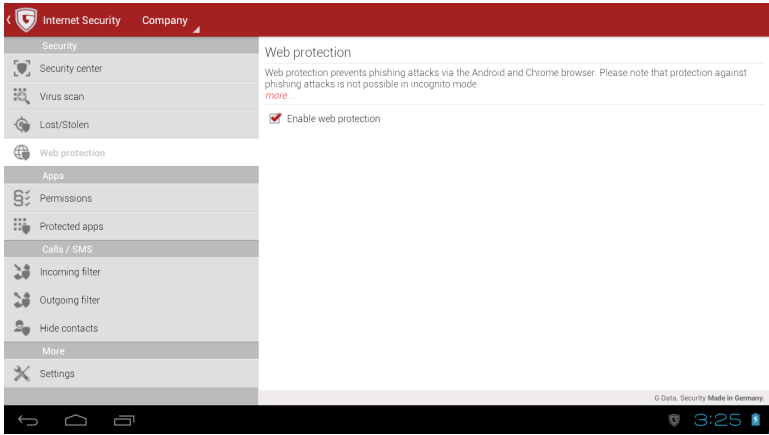 Internet Security Company
Security
Security center
Virus scan
Lost/Stolen
Web protection
Apps
Permissions
Protected apps
Calls / SMS
Incoming filter
Outgoing filter
Hide contacts
More
Settings
Web protection
Web protection prevents phishing attacks via the Android and Chrome browser. Please note that protection against
phishing attacks is not possible in incognito mode.
more...
Enable web protection
G Data. Security Made in Germany.
3:25